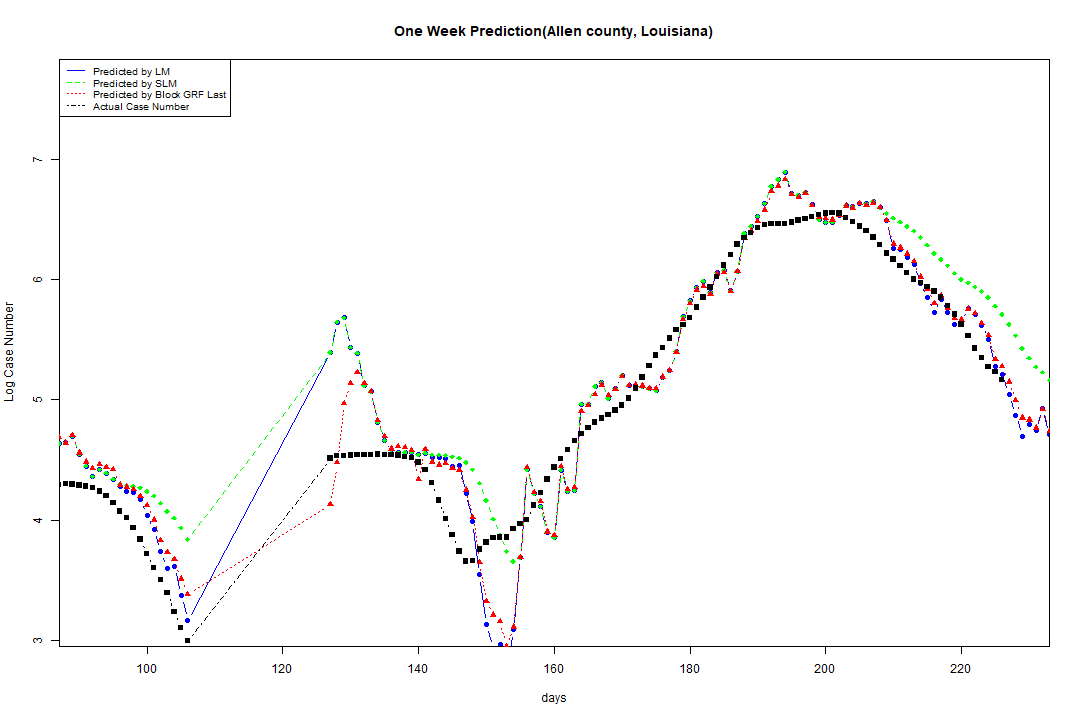 One Week Prediction(Allen county, Louisiana)
Predicted by LM
Predicted by SLM
Predicted by Block GRF Last
Actual Case Number
Log Case Number
7
6
5
4
3
100 120 140 160 180 200 220
days